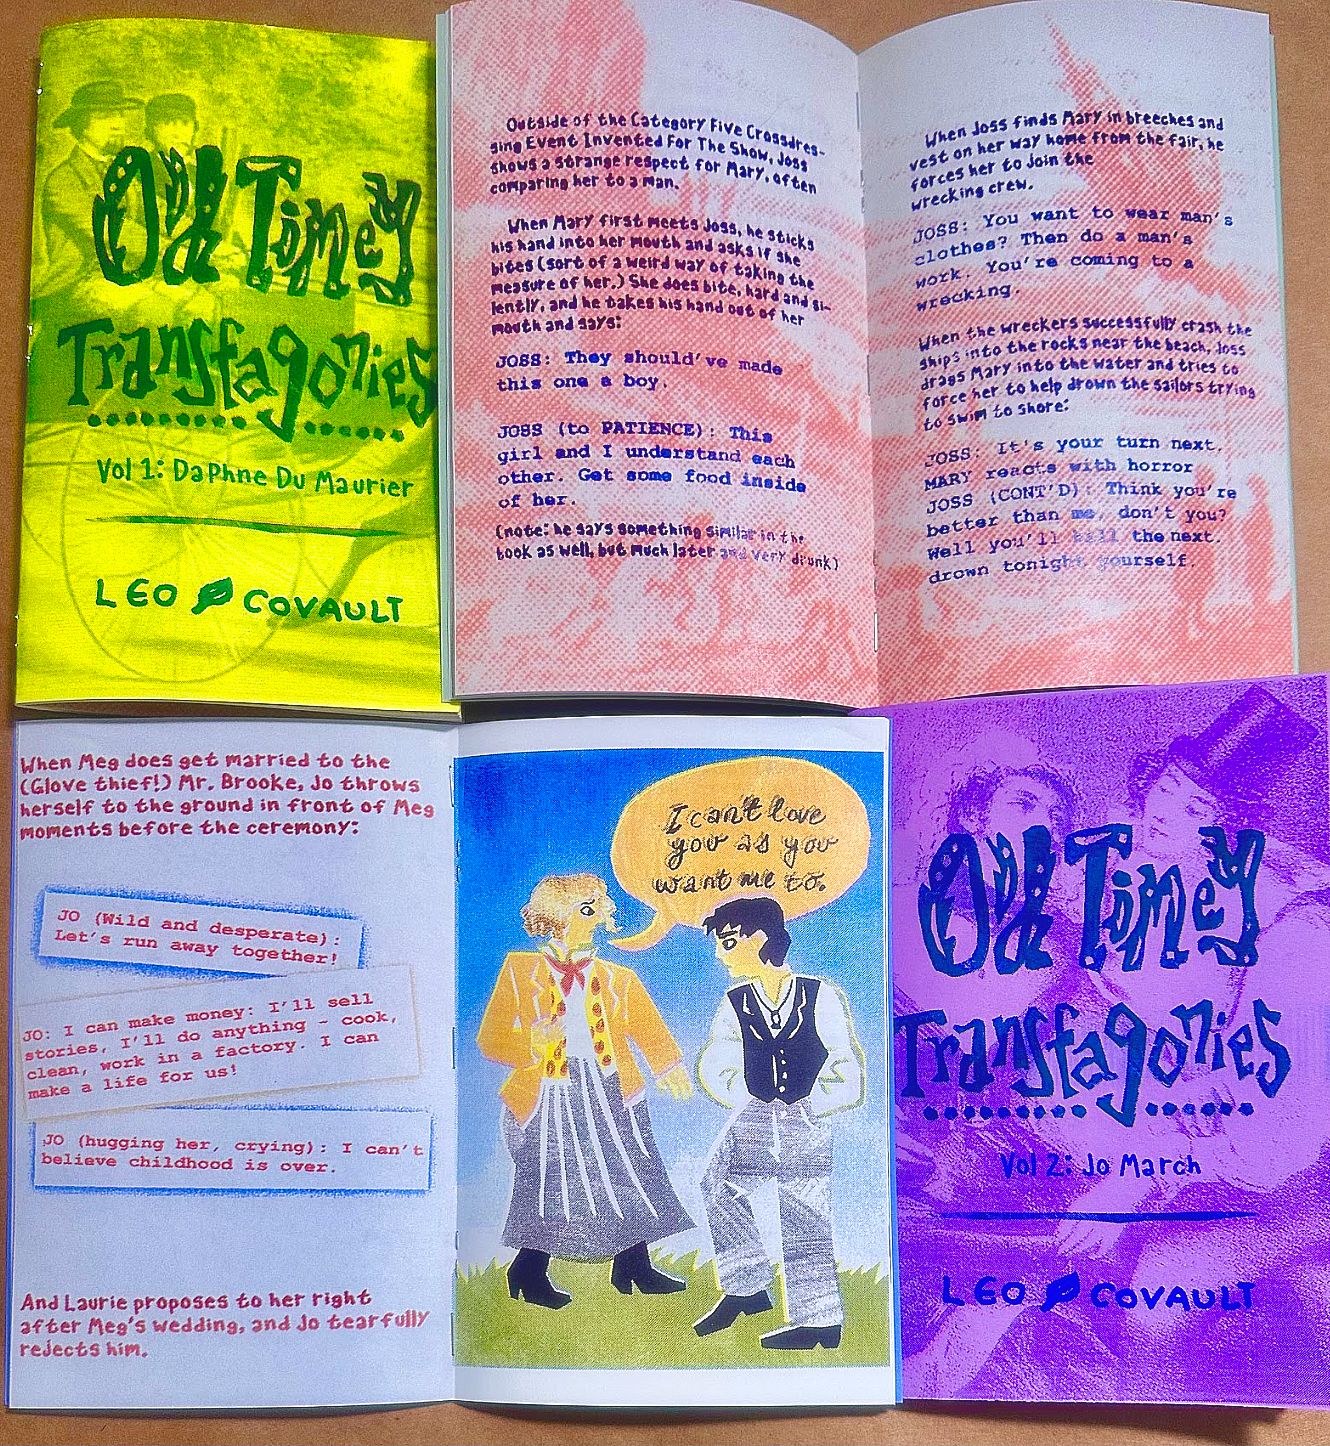 Old Timey
Transfagonies
Vol 1: Daphne Du Maurier
LEO COVAULT
Outside of the Category Five Crossdres-
sing Event Invented For The Show, Joss
shows a strange respect for Mary, often
comparing her to a man.
When Mary first meets Joss, he sticks
his hand into her mouth and asks if she
bites (sort of a weird way of taking the
measure of her.) She does bite, hard and si-
lently, and he takes his hand out of her
mouth and says:
JOSS: They should've made
this one a boy.
JOSS (to PATIENCE): This
girl and I understand each
other. Get some food inside
of her.
(note: he says something similar in the
book as well, but much later and very drunk)
When Joss finds Mary in breeches and
vest on her way home from the fair, he
forces her to join the
wrecking crew.
JOSS: You want to wear man's
clothes? Then do a man's
work. You're coming to a
wrecking.
When the wreckers successfully crash the
ships into the rocks near the beach, Joss
drags Mary into the water and tries to
force her to help drown the sailors trying
to swim to shore:
JOSS: It's your turn next.
MARY reacts with horror
JOSS (CONT'D): Think you're
better than me, don't you?
Well you'll kill the next.
drown tonight yourself.
When Meg does get married to the
(Glove thief!) Mr. Brooke, Jo throws
herself to the ground in front of Meg
moments before the ceremony:
JO (Wild and desperate):
Let's run away together!
JO: I can make money: I'll sell
stories, I'll do anything - cook,
clean, work in a factory. I can
make a life for us!
JO (hugging her, crying): I can't
believe childhood is over.
And Laurie proposes to her right
after Meg's wedding, and Jo tearfully
rejects him.
I can't love
you as you
want me to.
Old Timey
Transfagonies
Vol 2: Jo March
LEO COVAULT